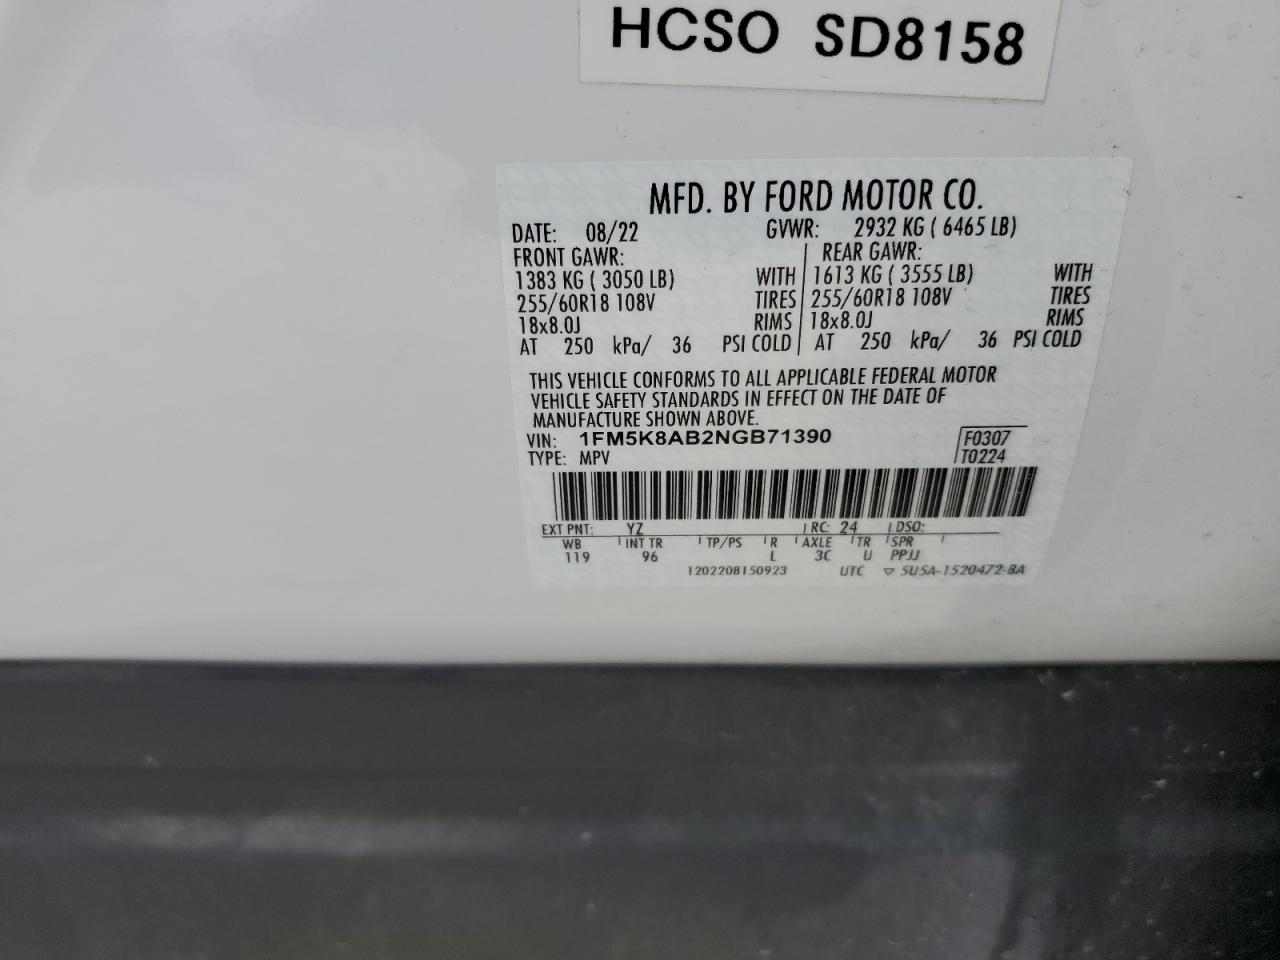 HCSO SD8158
MFD. BY FORD MOTOR CO.
DATE: 08/22 GVWR: 2932 KG ( 6465 LB)
FRONT GAWR: REAR GAWR:
1383 KG ( 3050 LB) WITH 1613 KG ( 3555 LB) WITH
255/60R18 108V TIRES 255/60R18 108V TIRES
18x8.0J RIMS 18x8.0J RIMS
AT 250 kPa/ 36 PSI COLD AT 250 kPa/ 36 PSI COLD
THIS VEHICLE CONFORMS TO ALL APPLICABLE FEDERAL MOTOR
VEHICLE SAFETY STANDARDS IN EFFECT ON THE DATE OF
MANUFACTURE SHOWN ABOVE.
VIN: 1FM5K8AB2NGB71390 F0307
TYPE: MPV T0224
EXT PNT: YZ RC: 24 DSO:
WB INT TR TP/PS R AXLE TR SPR
119 96 L 3C U PPJJ
1202208150923 UTC ▽ 5U5A-1520472-BA